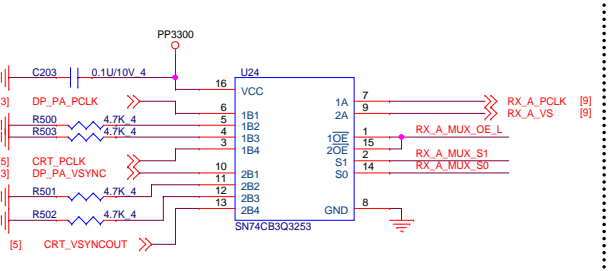 PP3300
C203 0.1U/10V_4 U24
16 VCC
DP_PA_PCLK 6 1B1 1A 7 RX_A_PCLK [9]
R500 4.7K_4 5 1B2 2A 9 RX_A_VS [9]
R503 4.7K_4 4 1B3 1OE 1 RX_A_MUX_OE_L
3 1B4 2OE 15
CRT_PCLK S1 2 RX_A_MUX_S1
DP_PA_VSYNC 10 2B1 S0 14 RX_A_MUX_S0
11 2B2
R501 4.7K_4 12 2B3
R502 4.7K_4 13 2B4 GND 8
SN74CB3Q3253
[5] CRT_VSYNCOUT